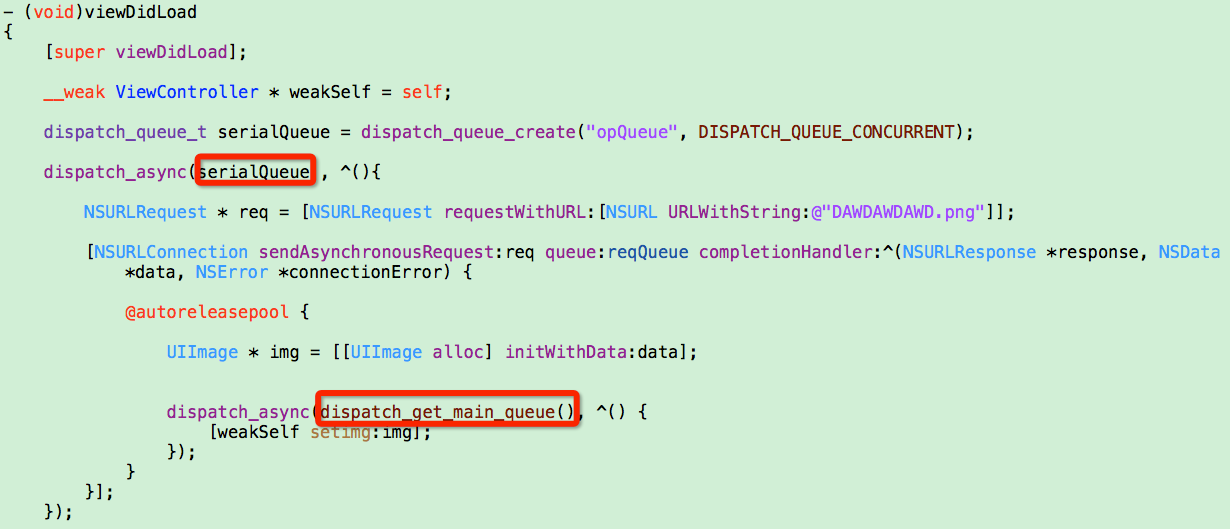 - (void)viewDidLoad
{
[super viewDidLoad];
__weak ViewController * weakSelf = self;
dispatch_queue_t serialQueue = dispatch_queue_create("opQueue", DISPATCH_QUEUE_CONCURRENT);
dispatch_async(serialQueue , ^(){
NSURLRequest * req = [NSURLRequest requestWithURL:[NSURL URLWithString:@"DAWDAWDAWD.png"]];
[NSURLConnection sendAsynchronousRequest:req queue:reqQueue completionHandler:^(NSURLResponse *response, NSData
*data, NSError *connectionError) {
@autoreleasepool {
UIImage * img = [[UIImage alloc] initWithData:data];
dispatch_async(dispatch_get_main_queue(), ^() {
[weakSelf setimg:img];
});
}
}];
});